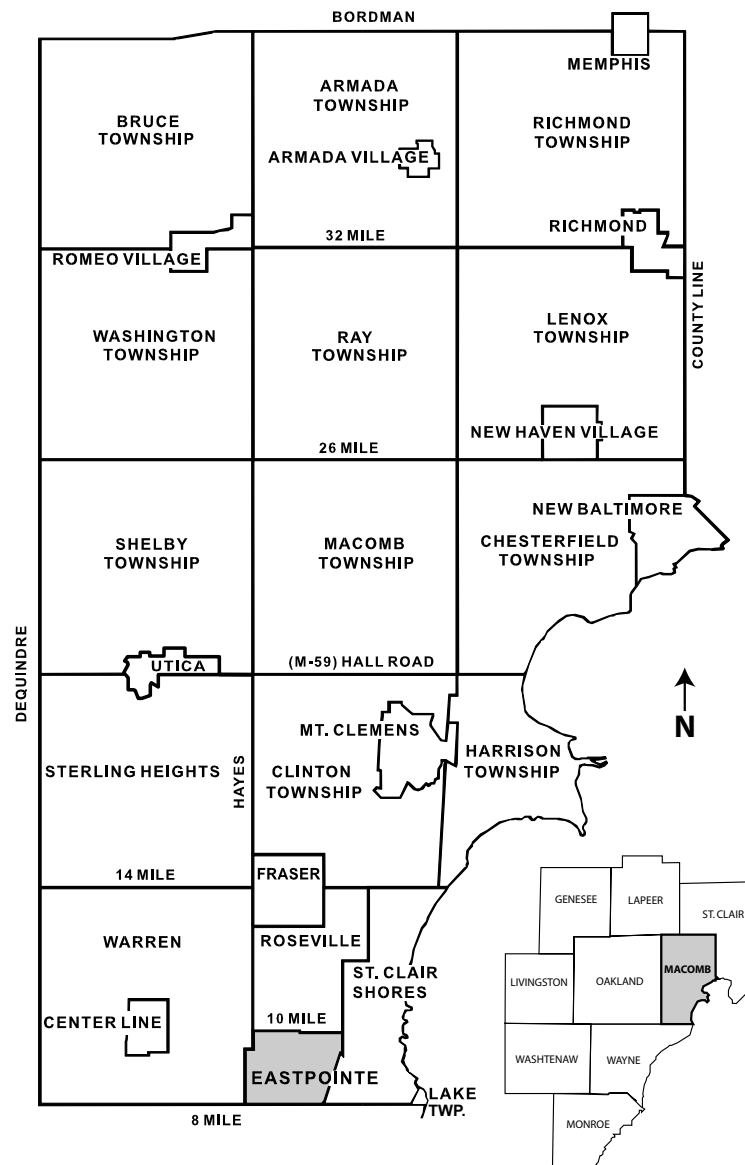 BORDMAN
MEMPHIS
BRUCE
TOWNSHIP
ARMADA
TOWNSHIP
RICHMOND
TOWNSHIP
ARMADA VILLAGE
RICHMOND
32 MILE
ROMEO VILLAGE
COUNTY LINE
WASHINGTON
TOWNSHIP
RAY
TOWNSHIP
LENOX
TOWNSHIP
NEW HAVEN VILLAGE
26 MILE
NEW BALTIMORE
SHELBY
TOWNSHIP
MACOMB
TOWNSHIP
CHESTERFIELD
TOWNSHIP
DEQUINDRE
UTICA
(M-59) HALL ROAD
N
MT. CLEMENS
STERLING HEIGHTS
HAYES
CLINTON
TOWNSHIP
HARRISON
TOWNSHIP
14 MILE
FRASER
WARREN
ROSEVILLE
ST. CLAIR
SHORES
CENTER LINE
10 MILE
EASTPOINTE
LAKE
TWP.
8 MILE
GENESEE
LAPEER
ST. CLAIR
LIVINGSTON
OAKLAND
MACOMB
WASHTENAW
WAYNE
MONROE